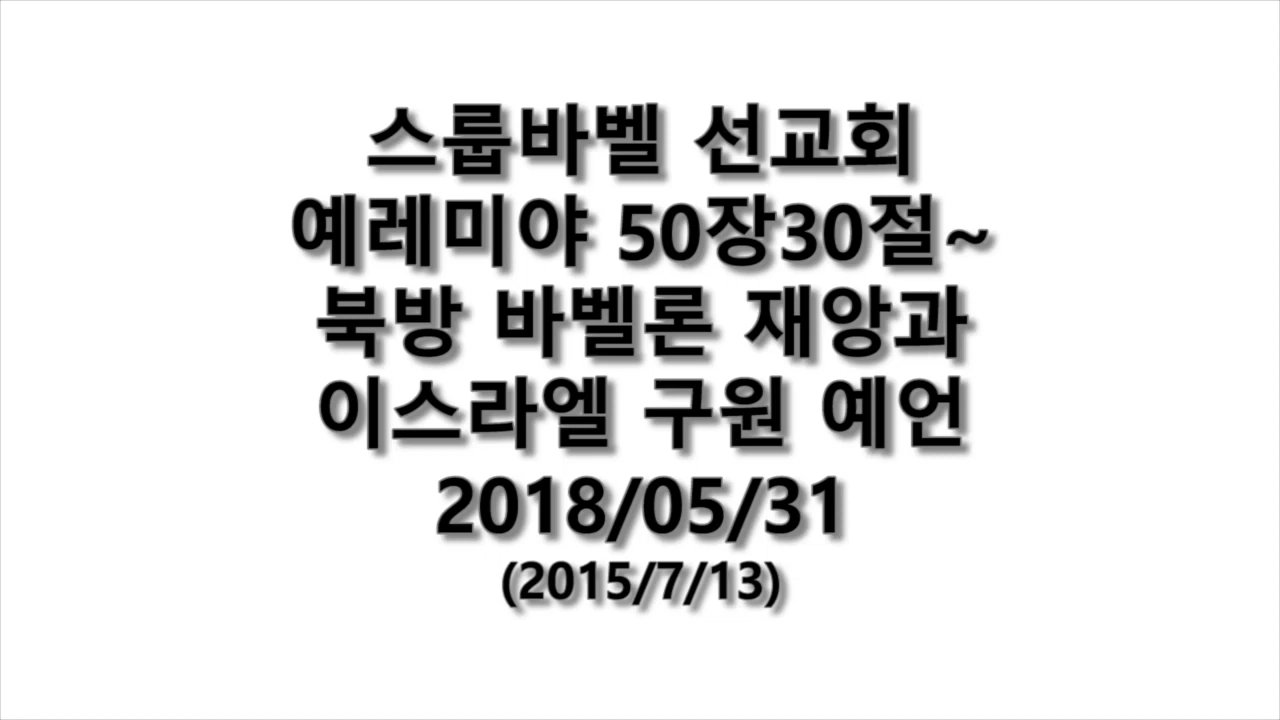 스룹바벨 선교회
예레미야 50장30절~
북방 바벨론 재앙과
이스라엘 구원 예언
2018/05/31
(2015/7/13)